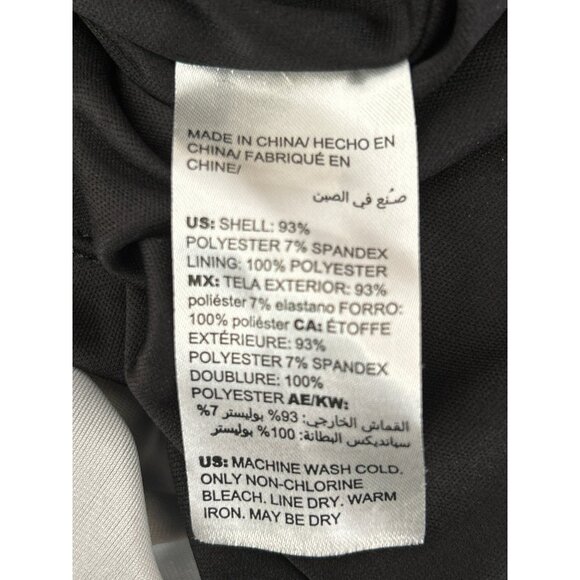 MADE IN CHINA/ HECHO EN
CHINA/ FABRIQUÉ EN
CHINE/
صُنع في الصين
US: SHELL: 93%
POLYESTER 7% SPANDEX
LINING: 100% POLYESTER
MX: TELA EXTERIOR: 93%
poliéster 7% elastano FORRO:
100% poliéster CA: ÉTOFFE
EXTÉRIEURE: 93%
POLYESTER 7% SPANDEX
DOUBLURE: 100%
POLYESTER AE/KW:
القماش الخارجي: 93% بوليستر 7%
سباندیکس البطانة: 100% بوليستر
US: MACHINE WASH COLD.
ONLY NON-CHLORINE
BLEACH. LINE DRY. WARM
IRON. MAY BE DRY